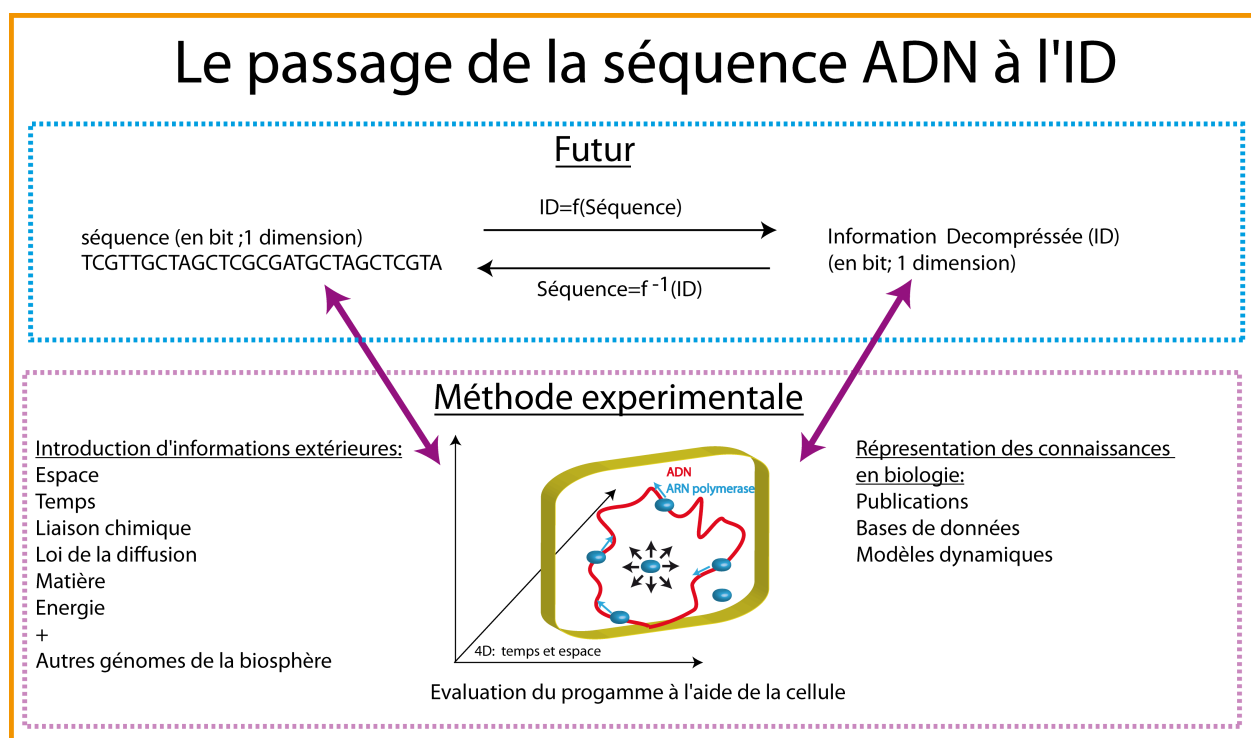 Le passage de la séquence ADN à l'ID
Futur
ID=f(Séquence)
séquence (en bit ;1 dimension)
TCGTTGCTAGCTCGCGATGCTAGCTCGTA
Information Decompréssée (ID)
(en bit; 1 dimension)
Séquence=f -1(ID)
Méthode experimentale
Introduction d'informations extérieures:
Espace
Temps
Liaison chimique
Loi de la diffusion
Matière
Energie
+
Autres génomes de la biosphère
ADN
ARN polymerase
4D: temps et espace
Evaluation du progamme à l'aide de la cellule
Réprésentation des connaissances
en biologie:
Publications
Bases de données
Modèles dynamiques